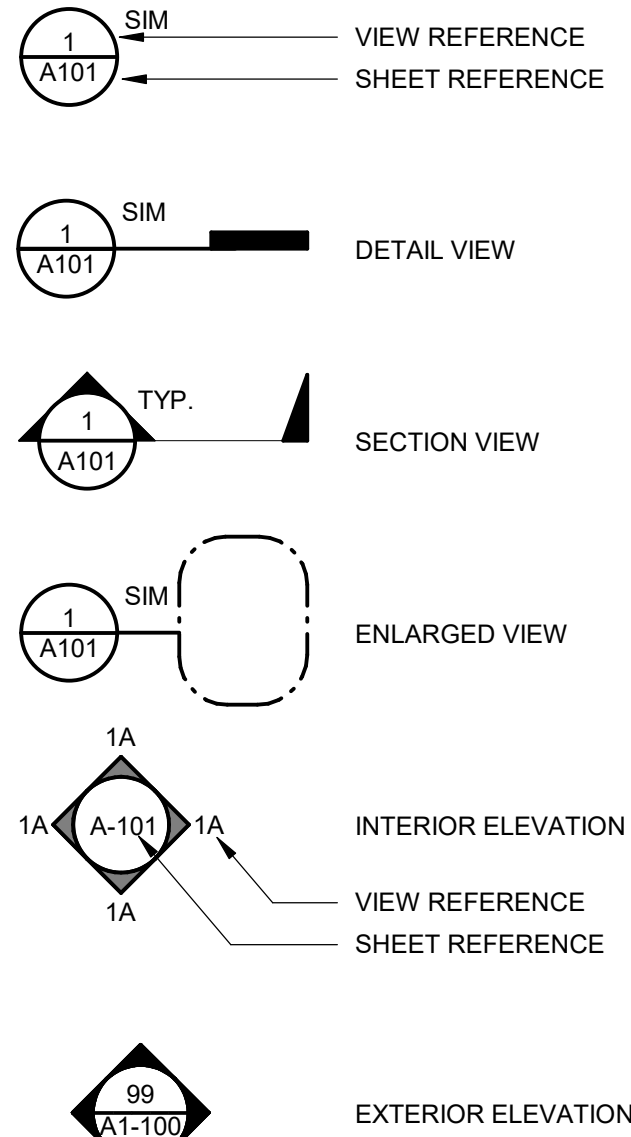 SIM
1 VIEW REFERENCE
A101 SHEET REFERENCE
SIM
1
A101 DETAIL VIEW
TYP.
1
A101 SECTION VIEW
SIM
1
A101 ENLARGED VIEW
1A
1A A-101 1A INTERIOR ELEVATION
1A
VIEW REFERENCE
SHEET REFERENCE
99
A1-100 EXTERIOR ELEVATION